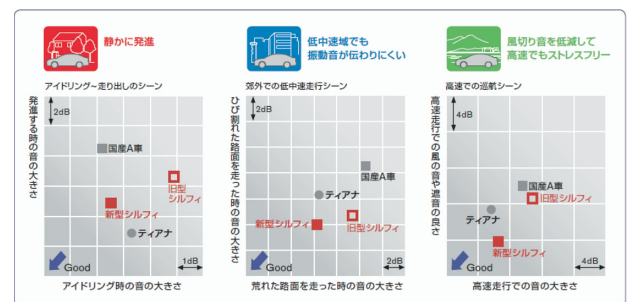 静かに発進
アイドリング～走り出しのシーン
発進する時の音の大きさ
2dB
国産A車
旧型
シルフィ
新型シルフィ
ティアナ
Good
1dB
アイドリング時の音の大きさ
低中速域でも
振動音が伝わりにくい
郊外での低中速走行シーン
ひび割れた路面を走った時の音の大きさ
2dB
国産A車
ティアナ
新型シルフィ
旧型シルフィ
Good
2dB
荒れた路面を走った時の音の大きさ
風切り音を低減して
高速でもストレスフリー
高速での巡航シーン
高速走行での風の音や遮音の良さ
4dB
国産A車
旧型シルフィ
ティアナ
新型シルフィ
Good
4dB
高速走行での音の大きさ